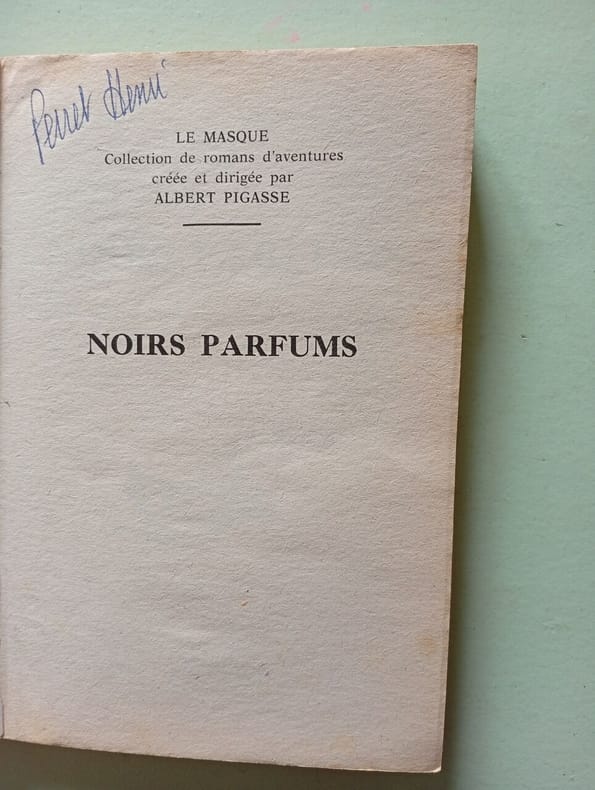 Perret Henri
LE MASQUE
Collection de romans d'aventures
créée et dirigée par
ALBERT PIGASSE
NOIRS PARFUMS